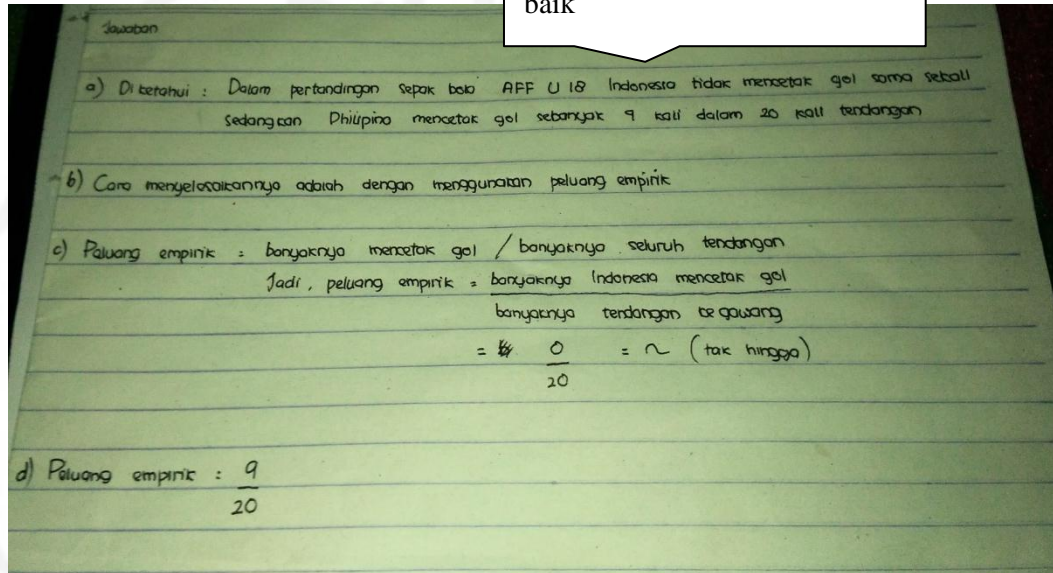 baik
Jawaban
a) Diketahui : Dalam pertandingan sepak bola AFF U 18 Indonesia tidak mencetak gol sama sekali
sedangkan Philipina mencetak gol sebanyak 9 kali dalam 20 kali tendangan
b) Cara menyelesaikannya adalah dengan menggunakan peluang empirik
c) Peluang empirik = banyaknya mencetak gol / banyaknya seluruh tendangan
Jadi, peluang empirik = banyaknya Indonesia mencetak gol
banyaknya tendangan ke gawang
= 0 = ~ (tak hingga)
20
d) Peluang empirik : 9
20